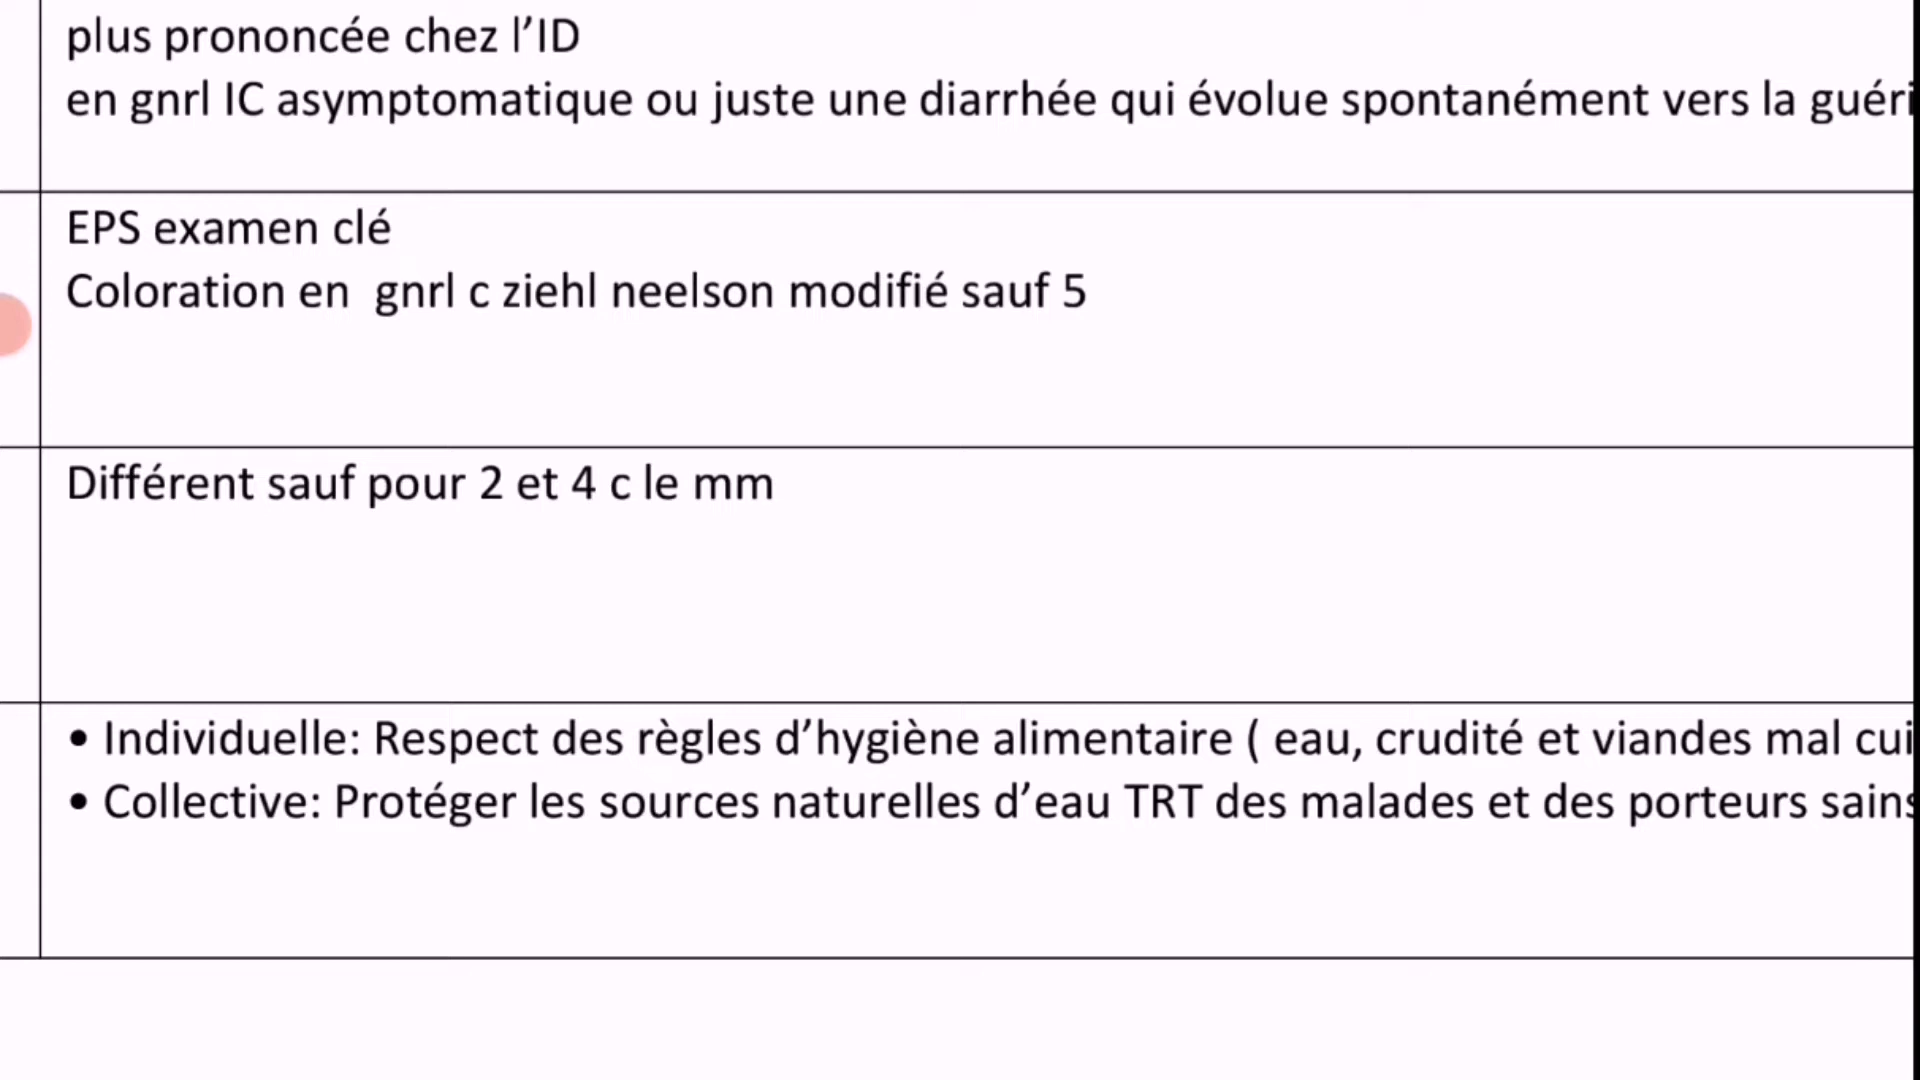 plus prononcée chez l’ID
en gnrl IC asymptomatique ou juste une diarrhée qui évolue spontanément vers la guéri
EPS examen clé
Coloration en  gnrl c ziehl neelson modifié sauf 5
Différent sauf pour 2 et 4 c le mm
• Individuelle: Respect des règles d’hygiène alimentaire ( eau, crudité et viandes mal cui
• Collective: Protéger les sources naturelles d’eau TRT des malades et des porteurs sains